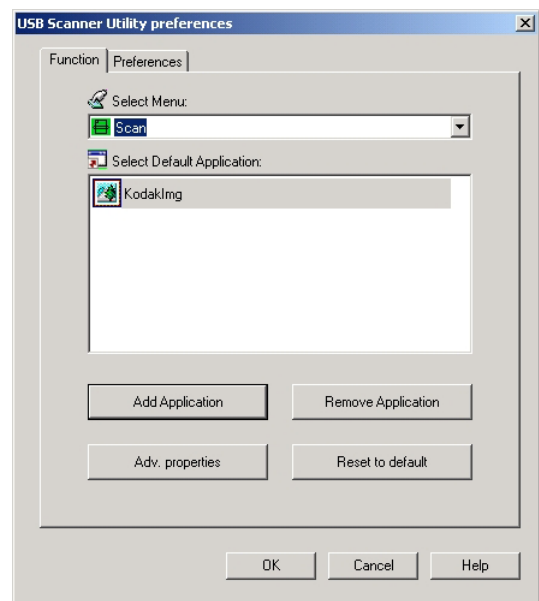 USB Scanner Utility preferences
Function Preferences
Select Menu:
Scan
Select Default Application:
KodakImg
Add Application Remove Application
Adv. properties Reset to default
OK Cancel Help